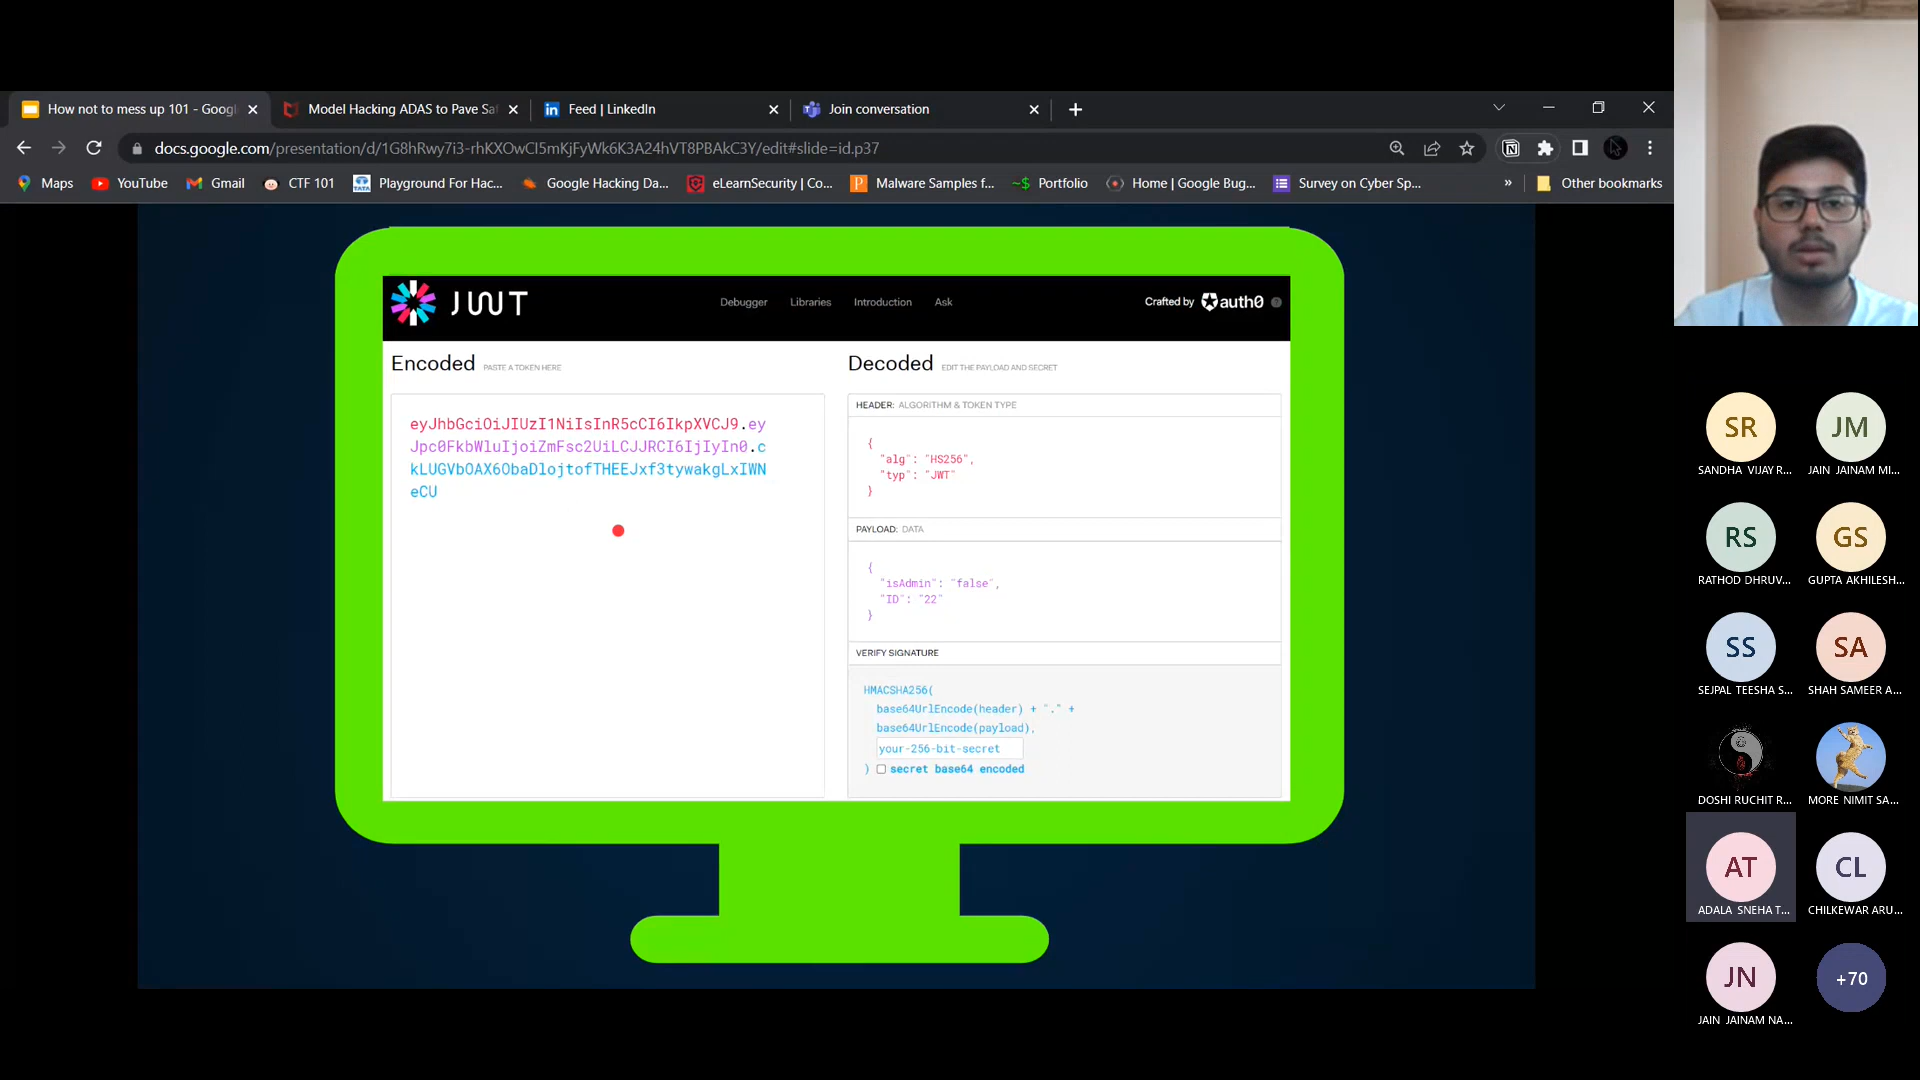 How not to mess up 101 - Goog
Model Hacking ADAS to Pave Sa
Feed | LinkedIn
Join conversation
docs.google.com/presentation/d/1G8hRwy7i3-rhKXOwCI5mKjFyWk6K3A24hVT8PBAkC3Y/edit#slide=id.p37
Maps
YouTube
Gmail
CTF 101
Playground For Hac...
Google Hacking Da...
eLearnSecurity | Co...
Malware Samples f...
Portfolio
Home | Google Bug...
Survey on Cyber Sp...
Other bookmarks
JWT
Debugger
Libraries
Introduction
Ask
Crafted by auth0
Encoded PASTE A TOKEN HERE
eyJhbGciOiJIUzI1NiIsInR5cCI6IkpXVCJ9.ey
Jpc0FkbWluIjoiZmFsc2UiLCJJRCI6IjIyIn0.c
kLUGVbOAX6ObaDlojtofTHEEJxf3tywakgLxIWN
eCU
Decoded EDIT THE PAYLOAD AND SECRET
HEADER: ALGORITHM & TOKEN TYPE
{
"alg": "HS256",
"typ": "JWT"
}
PAYLOAD: DATA
{
"isAdmin": "false",
"ID": "22"
}
VERIFY SIGNATURE
HMACSHA256(
base64UrlEncode(header) + "." +
base64UrlEncode(payload),
your-256-bit-secret
) secret base64 encoded
SR
SANDHA VIJAY R...
JM
JAIN JAINAM MI...
RS
RATHOD DHRUV...
GS
GUPTA AKHILESH...
SS
SEJPAL TEESHA S...
SA
SHAH SAMEER A...
DOSHI RUCHIT R...
MORE NIMIT SA...
AT
ADALA SNEHA T...
CL
CHILKEWAR ARU...
JN
JAIN JAINAM NA...
+70